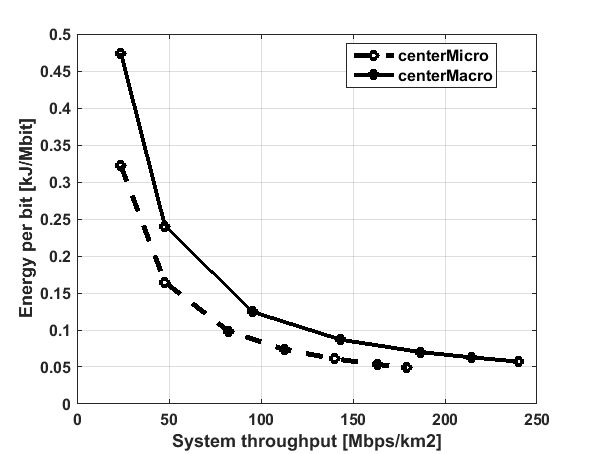 0.5
0.45
0.4
0.35
0.3
0.25
0.2
0.15
0.1
0.05
0
Energy per bit [kJ/Mbit]
centerMicro
centerMacro
0 50 100 150 200 250
System throughput [Mbps/km2]